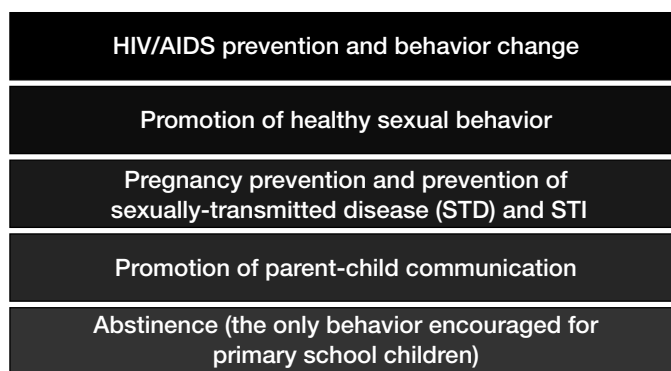 HIV/AIDS prevention and behavior change
Promotion of healthy sexual behavior
Pregnancy prevention and prevention of
sexually-transmitted disease (STD) and STI
Promotion of parent-child communication
Abstinence (the only behavior encouraged for
primary school children)